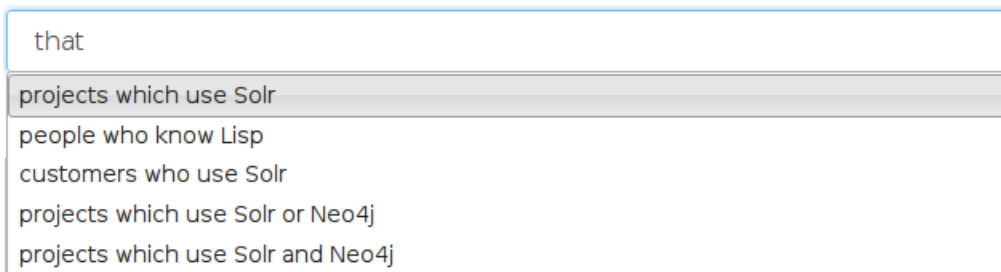 that
projects which use Solr
people who know Lisp
customers who use Solr
projects which use Solr or Neo4j
projects which use Solr and Neo4j